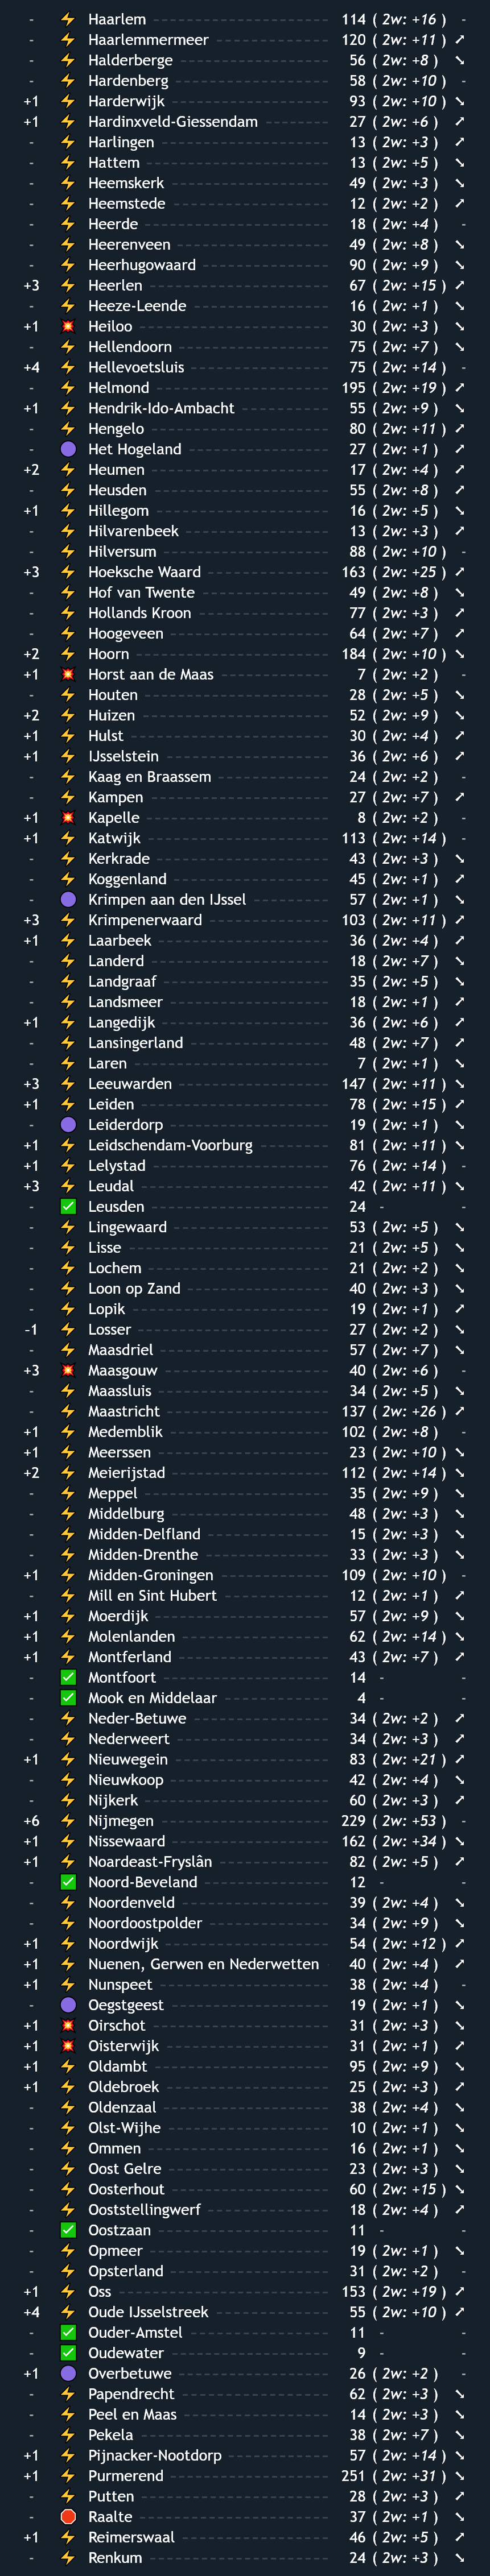 - ⚡ Haarlem 114 ( 2w: +16 ) -
- ⚡ Haarlemmermeer 120 ( 2w: +11 ) ⤢
- ⚡ Halderberge 56 ( 2w: +8 ) ⤡
- ⚡ Hardenberg 58 ( 2w: +10 ) -
+1 ⚡ Harderwijk 93 ( 2w: +10 ) ⤡
+1 ⚡ Hardinxveld-Giessendam 27 ( 2w: +6 ) ⤢
- ⚡ Harlingen 13 ( 2w: +3 ) ⤢
- ⚡ Hattem 13 ( 2w: +5 ) ⤡
- ⚡ Heemskerk 49 ( 2w: +3 ) ⤡
- ⚡ Heemstede 12 ( 2w: +2 ) ⤢
- ⚡ Heerde 18 ( 2w: +4 ) -
- ⚡ Heerenveen 49 ( 2w: +8 ) ⤡
- ⚡ Heerhugowaard 90 ( 2w: +9 ) ⤡
+3 ⚡ Heerlen 67 ( 2w: +15 ) ⤢
- ⚡ Heeze-Leende 16 ( 2w: +1 ) ⤡
+1 💥 Heiloo 30 ( 2w: +3 ) ⤡
- ⚡ Hellendoorn 75 ( 2w: +7 ) ⤡
+4 ⚡ Hellevoetsluis 75 ( 2w: +14 ) -
- ⚡ Helmond 195 ( 2w: +19 ) ⤢
+1 ⚡ Hendrik-Ido-Ambacht 55 ( 2w: +9 ) ⤡
- ⚡ Hengelo 80 ( 2w: +11 ) ⤢
- 🟣 Het Hogeland 27 ( 2w: +1 ) ⤢
+2 ⚡ Heumen 17 ( 2w: +4 ) ⤢
- ⚡ Heusden 55 ( 2w: +8 ) ⤢
+1 ⚡ Hillegom 16 ( 2w: +5 ) ⤡
- ⚡ Hilvarenbeek 13 ( 2w: +3 ) ⤢
- ⚡ Hilversum 88 ( 2w: +10 ) -
+3 ⚡ Hoeksche Waard 163 ( 2w: +25 ) ⤢
- ⚡ Hof van Twente 49 ( 2w: +8 ) ⤡
- ⚡ Hollands Kroon 77 ( 2w: +3 ) ⤢
- ⚡ Hoogeveen 64 ( 2w: +7 ) ⤢
+2 ⚡ Hoorn 184 ( 2w: +10 ) ⤡
+1 💥 Horst aan de Maas 7 ( 2w: +2 ) -
- ⚡ Houten 28 ( 2w: +5 ) ⤡
+2 ⚡ Huizen 52 ( 2w: +9 ) ⤡
+1 ⚡ Hulst 30 ( 2w: +4 ) ⤢
+1 ⚡ IJsselstein 36 ( 2w: +6 ) ⤢
- ⚡ Kaag en Braassem 24 ( 2w: +2 ) -
- ⚡ Kampen 27 ( 2w: +7 ) ⤢
+1 💥 Kapelle 8 ( 2w: +2 ) -
+1 ⚡ Katwijk 113 ( 2w: +14 ) -
- ⚡ Kerkrade 43 ( 2w: +3 ) ⤡
- ⚡ Koggenland 45 ( 2w: +1 ) ⤢
- 🟣 Krimpen aan den IJssel 57 ( 2w: +1 ) ⤡
+3 ⚡ Krimpenerwaard 103 ( 2w: +11 ) ⤢
+1 ⚡ Laarbeek 36 ( 2w: +4 ) ⤢
- ⚡ Landerd 18 ( 2w: +7 ) ⤡
- ⚡ Landgraaf 35 ( 2w: +5 ) ⤡
- ⚡ Landsmeer 18 ( 2w: +1 ) ⤢
+1 ⚡ Langedijk 36 ( 2w: +6 ) ⤢
- ⚡ Lansingerland 48 ( 2w: +7 ) ⤢
- ⚡ Laren 7 ( 2w: +1 ) ⤡
+3 ⚡ Leeuwarden 147 ( 2w: +11 ) ⤡
+1 ⚡ Leiden 78 ( 2w: +15 ) ⤢
- 🟣 Leiderdorp 19 ( 2w: +1 ) ⤡
+1 ⚡ Leidschendam-Voorburg 81 ( 2w: +11 ) ⤡
+1 ⚡ Lelystad 76 ( 2w: +14 ) -
+3 ⚡ Leudal 42 ( 2w: +11 ) ⤡
- ✅ Leusden 24 - -
- ⚡ Lingewaard 53 ( 2w: +5 ) ⤡
- ⚡ Lisse 21 ( 2w: +5 ) ⤡
- ⚡ Lochem 21 ( 2w: +2 ) ⤡
- ⚡ Loon op Zand 40 ( 2w: +3 ) ⤡
- ⚡ Lopik 19 ( 2w: +1 ) ⤢
-1 ⚡ Losser 27 ( 2w: +2 ) ⤡
- ⚡ Maasdriel 57 ( 2w: +7 ) ⤡
+3 💥 Maasgouw 40 ( 2w: +6 ) -
- ⚡ Maassluis 34 ( 2w: +5 ) ⤡
- ⚡ Maastricht 137 ( 2w: +26 ) ⤢
+1 ⚡ Medemblik 102 ( 2w: +8 ) -
+1 ⚡ Meerssen 23 ( 2w: +10 ) ⤡
+2 ⚡ Meierijstad 112 ( 2w: +14 ) ⤡
- ⚡ Meppel 35 ( 2w: +9 ) ⤡
- ⚡ Middelburg 48 ( 2w: +3 ) ⤡
- ⚡ Midden-Delfland 15 ( 2w: +3 ) ⤡
- ⚡ Midden-Drenthe 33 ( 2w: +3 ) ⤡
+1 ⚡ Midden-Groningen 109 ( 2w: +10 ) -
- ⚡ Mill en Sint Hubert 12 ( 2w: +1 ) ⤢
+1 ⚡ Moerdijk 57 ( 2w: +9 ) ⤡
+1 ⚡ Molenlanden 62 ( 2w: +14 ) ⤡
+1 ⚡ Montferland 43 ( 2w: +7 ) ⤢
- ✅ Montfoort 14 - -
- ✅ Mook en Middelaar 4 - -
- ⚡ Neder-Betuwe 34 ( 2w: +2 ) ⤢
- ⚡ Nederweert 34 ( 2w: +3 ) ⤢
+1 ⚡ Nieuwegein 83 ( 2w: +21 ) ⤢
- ⚡ Nieuwkoop 42 ( 2w: +4 ) ⤡
- ⚡ Nijkerk 60 ( 2w: +3 ) ⤢
+6 ⚡ Nijmegen 229 ( 2w: +53 ) -
+1 ⚡ Nissewaard 162 ( 2w: +34 ) ⤡
+1 ⚡ Noardeast-Fryslân 82 ( 2w: +5 ) ⤢
- ✅ Noord-Beveland 12 - -
- ⚡ Noordenveld 39 ( 2w: +4 ) ⤡
- ⚡ Noordoostpolder 34 ( 2w: +9 ) ⤡
+1 ⚡ Noordwijk 54 ( 2w: +12 ) ⤢
+1 ⚡ Nuenen, Gerwen en Nederwetten 40 ( 2w: +4 ) ⤢
+1 ⚡ Nunspeet 38 ( 2w: +4 ) -
- 🟣 Oegstgeest 19 ( 2w: +1 ) ⤡
+1 💥 Oirschot 31 ( 2w: +3 ) ⤡
+1 💥 Oisterwijk 31 ( 2w: +1 ) ⤢
+1 ⚡ Oldambt 95 ( 2w: +9 ) ⤡
+1 ⚡ Oldebroek 25 ( 2w: +3 ) ⤢
- ⚡ Oldenzaal 38 ( 2w: +4 ) ⤡
- ⚡ Olst-Wijhe 10 ( 2w: +1 ) ⤡
- ⚡ Ommen 16 ( 2w: +1 ) ⤡
- ⚡ Oost Gelre 23 ( 2w: +3 ) ⤡
- ⚡ Oosterhout 60 ( 2w: +15 ) ⤡
- ⚡ Ooststellingwerf 18 ( 2w: +4 ) ⤢
- ✅ Oostzaan 11 - -
- ⚡ Opmeer 19 ( 2w: +1 ) ⤡
- ⚡ Opsterland 31 ( 2w: +2 ) -
+1 ⚡ Oss 153 ( 2w: +19 ) ⤢
+4 ⚡ Oude IJsselstreek 55 ( 2w: +10 ) ⤢
- ✅ Ouder-Amstel 11 - -
- ✅ Oudewater 9 - -
+1 🟣 Overbetuwe 26 ( 2w: +2 ) -
- ⚡ Papendrecht 62 ( 2w: +3 ) ⤡
- ⚡ Peel en Maas 14 ( 2w: +3 ) ⤡
- ⚡ Pekela 38 ( 2w: +7 ) ⤡
+1 ⚡ Pijnacker-Nootdorp 57 ( 2w: +14 ) ⤡
+1 ⚡ Purmerend 251 ( 2w: +31 ) ⤡
- ⚡ Putten 28 ( 2w: +3 ) ⤢
- 🛑 Raalte 37 ( 2w: +1 ) ⤡
+1 ⚡ Reimerswaal 46 ( 2w: +5 ) ⤢
- ⚡ Renkum 24 ( 2w: +3 ) ⤡